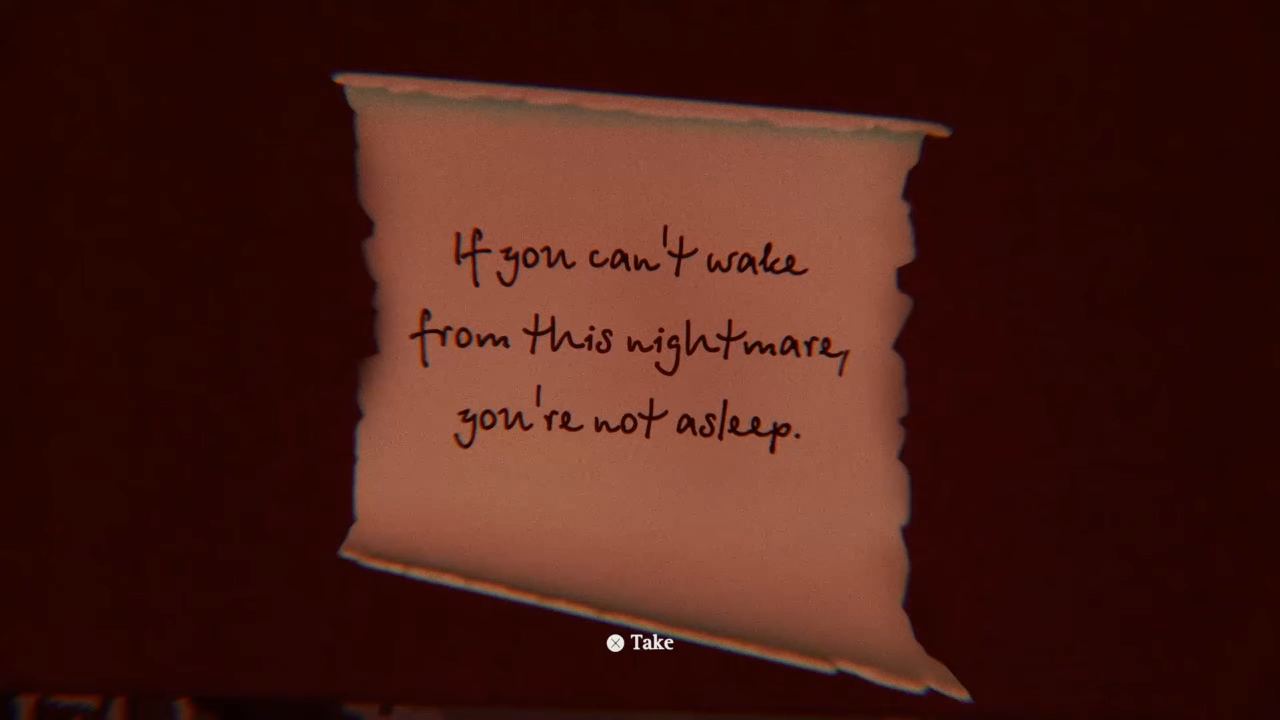 If you can't wake
from this nightmare,
you're not asleep.
Take